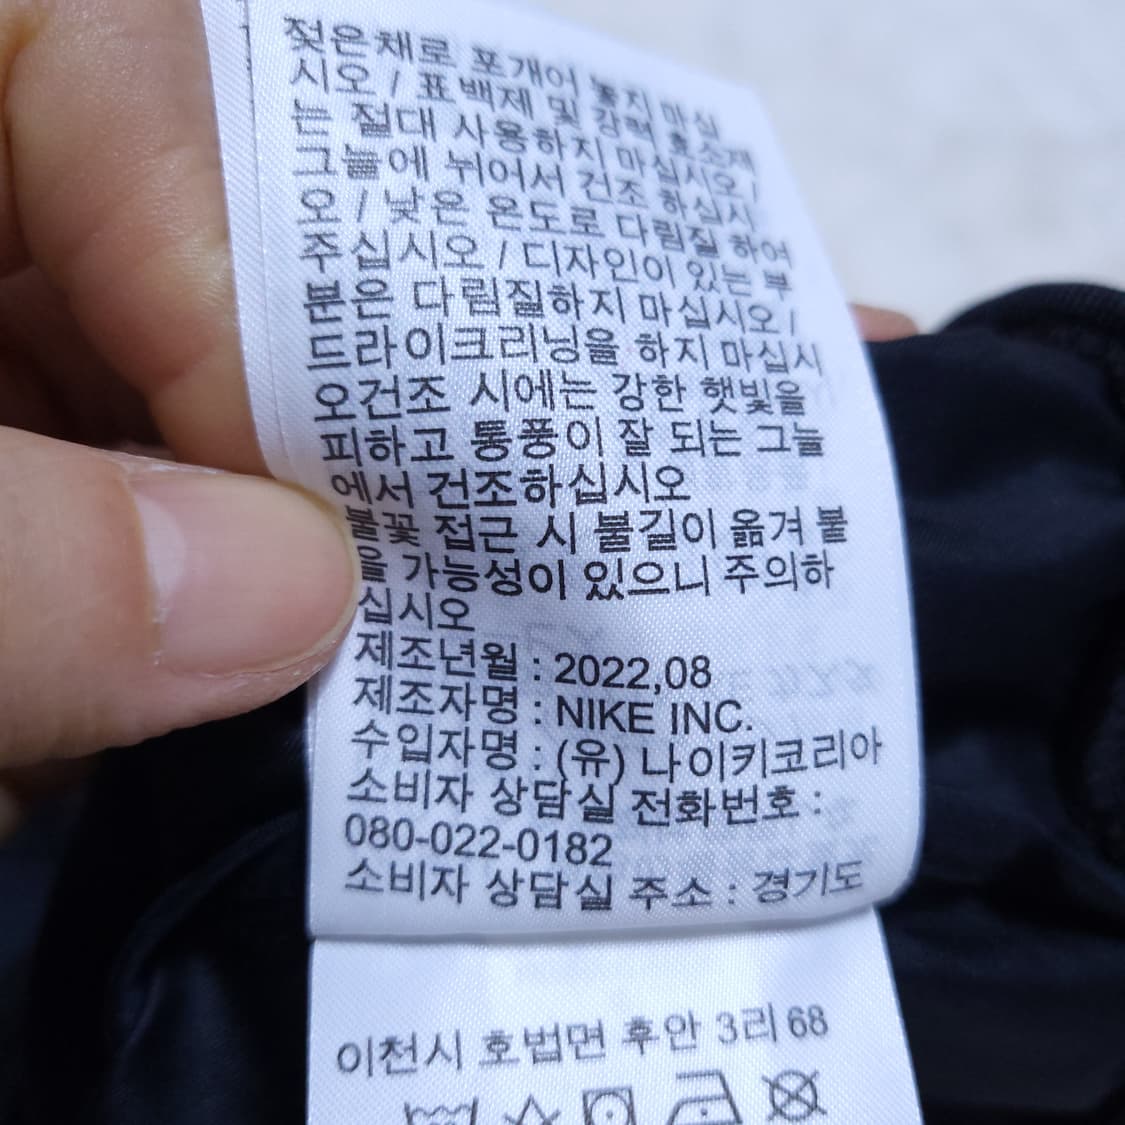 젖은채로 포개어 놓지 마십
시오 / 표백제 및 강력 효소제
는 절대 사용하지 마십시오 /
그늘에 뉘어서 건조 하십시
오 / 낮은 온도로 다림질 하여
주십시오 / 디자인이 있는 부
분은 다림질하지 마십시오 /
드라이크리닝을 하지 마십시
오건조 시에는 강한 햇빛을
피하고 통풍이 잘 되는 그늘
에서 건조하십시오
불꽃 접근 시 불길이 옮겨 붙
을 가능성이 있으니 주의하
십시오
제조년월 : 2022,08
제조자명 : NIKE INC.
수입자명 : (유) 나이키코리아
소비자 상담실 전화번호 :
080-022-0182
소비자 상담실 주소 : 경기도
이천시 호법면 후안 3리 68